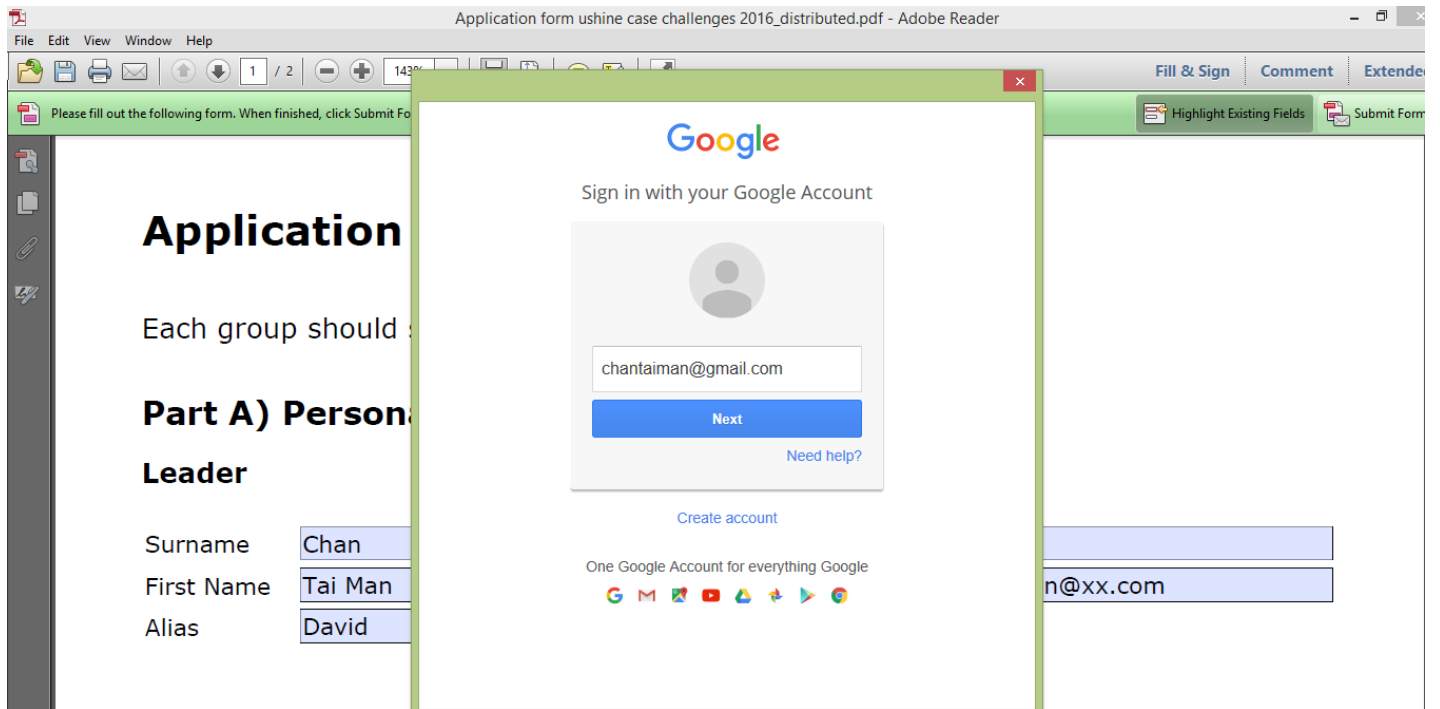 Application form ushine case challenges 2016_distributed.pdf - Adobe Reader
File Edit View Window Help
1 / 2
Fill & Sign Comment
Please fill out the following form. When finished, click Submit
Highlight Existing Fields Submit Form
Google
Sign in with your Google Account
chantaiman@gmail.com
Next
Need help?
Create account
One Google Account for everything Google
Application
Each group should
Part A)
Leader
Surname Chan
First Name Tai Man n@xx.com
Alias David